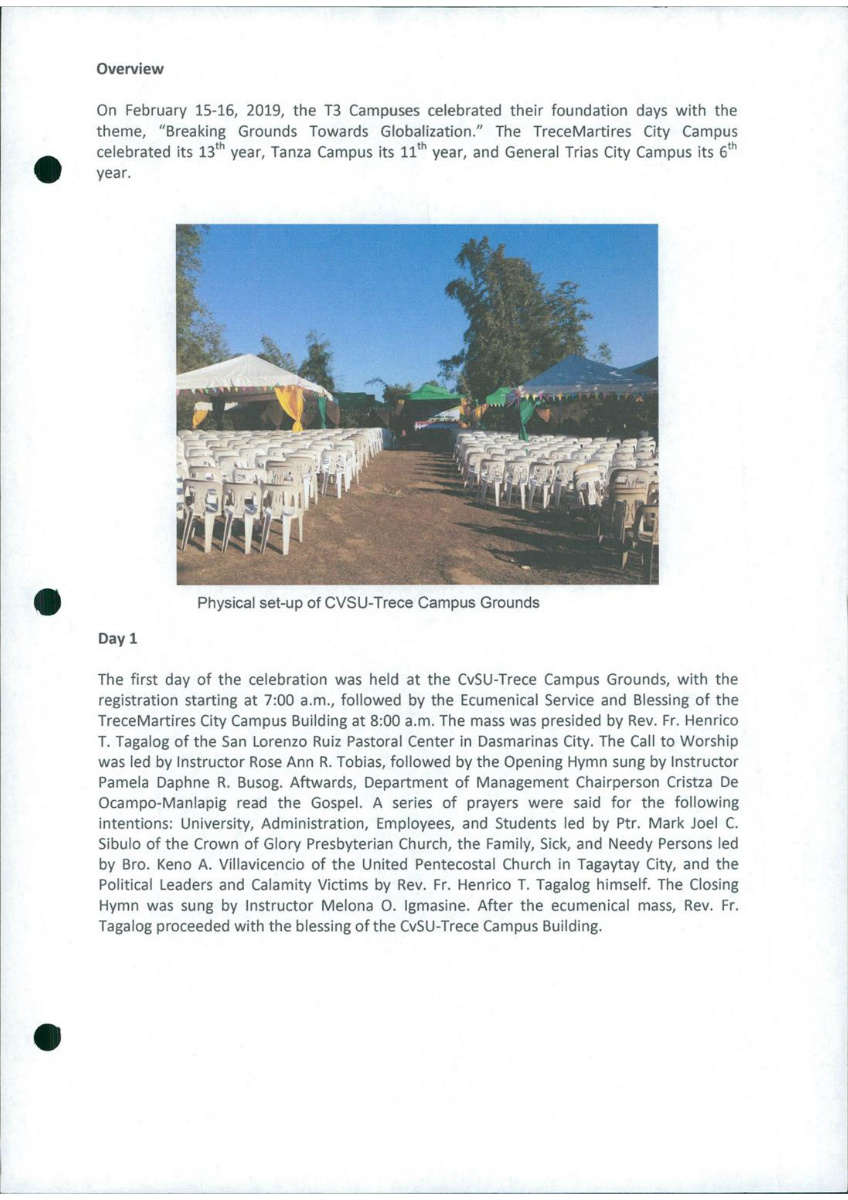 Overview
On February 15-16, 2019, the T3 Campuses celebrated their foundation days with the
theme, “Breaking Grounds Towards Globalization.” The TreceMartires City Campus
celebrated its 13th year, Tanza Campus its 11th year, and General Trias City Campus its 6th
year.
Physical set-up of CVSU-Trece Campus Grounds
Day 1
The first day of the celebration was held at the CvSU-Trece Campus Grounds, with the
registration starting at 7:00 a.m., followed by the Ecumenical Service and Blessing of the
TreceMartires City Campus Building at 8:00 a.m. The mass was presided by Rev. Fr. Henrico
T. Tagalog of the San Lorenzo Ruiz Pastoral Center in Dasmarinas City. The Call to Worship
was led by Instructor Rose Ann R. Tobias, followed by the Opening Hymn sung by Instructor
Pamela Daphne R. Busog. Aftwards, Department of Management Chairperson Cristza De
Ocampo-Manlapig read the Gospel. A series of prayers were said for the following
intentions: University, Administration, Employees, and Students led by Ptr. Mark Joel C.
Sibulo of the Crown of Glory Presbyterian Church, the Family, Sick, and Needy Persons led
by Bro. Keno A. Villavicencio of the United Pentecostal Church in Tagaytay City, and the
Political Leaders and Calamity Victims by Rev. Fr. Henrico T. Tagalog himself. The Closing
Hymn was sung by Instructor Melona O. Igmasine. After the ecumenical mass, Rev. Fr.
Tagalog proceeded with the blessing of the CvSU-Trece Campus Building.